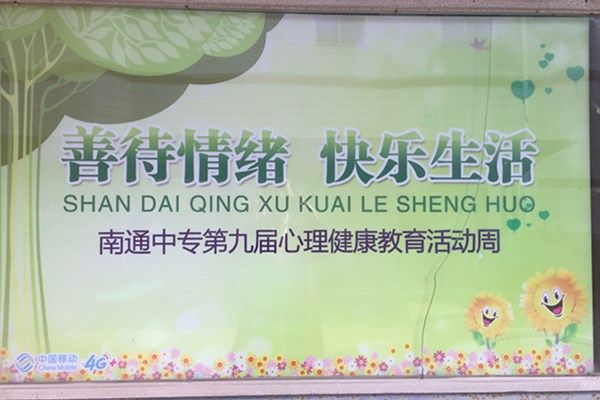 善待情绪 快乐生活
SHAN DAI QING XU KUAI LE SHENG HUO
南通中专第九届心理健康教育活动周
中国移动
China Mobile
4G+